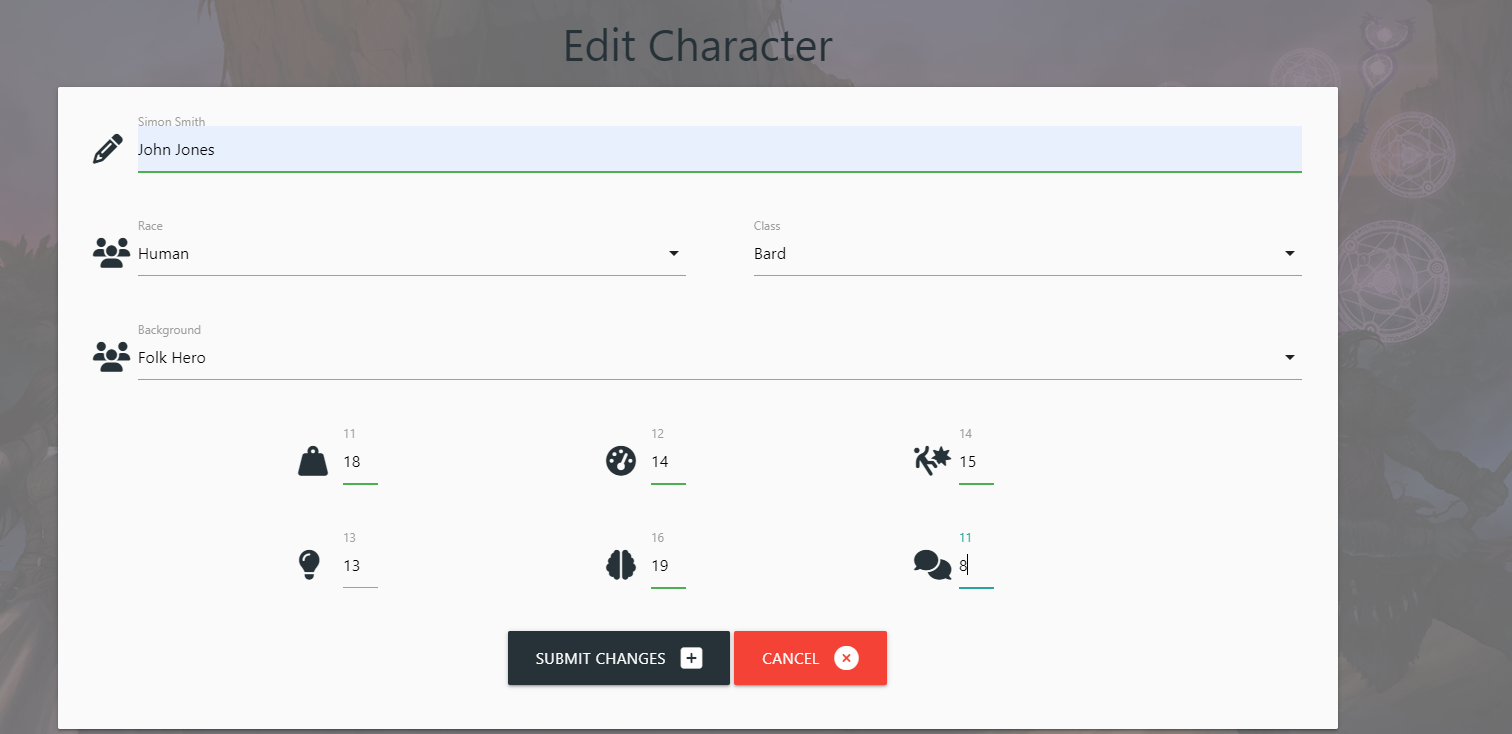 Edit Character
Simon Smith
John Jones
Race
Class
Human
Bard
Background
Folk Hero
11
12
14
18
14
15
13
16
11
13
19
8
SUBMIT CHANGES
CANCEL